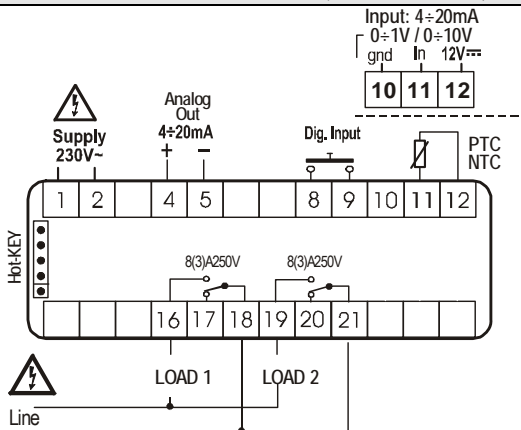 Input: 4÷20mA
0÷1V / 0÷10V
gnd In 12V
10 11 12
Analog
Out
4÷20mA
+ −
Supply
230V~
Dig. Input
PTC
NTC
1 2 4 5 8 9 10 11 12
Hot-KEY
8(3)A250V 8(3)A250V
16 17 18 19 20 21
LOAD 1 LOAD 2
Line